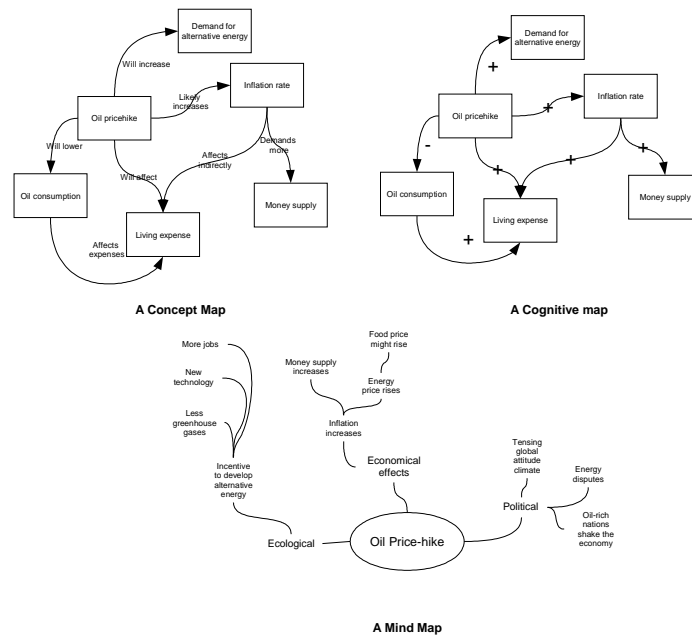 Demand for
alternative energy
Will increase
Likely
increases
Inflation rate
Oil pricehike
Will lower
Affects
indirectly
Demands
more
Will affect
Oil consumption
Money supply
Living expense
Affects
expenses
A Concept Map
Demand for
alternative energy
+
Inflation rate
+
Oil pricehike
-
+
+
+
Oil consumption
Money supply
Living expense
+
A Cognitive map
More jobs
New
technology
Less
greenhouse
gases
Incentive
to develop
alternative
energy
Ecological
Money supply
increases
Food price
might rise
Energy
price rises
Inflation
increases
Economical
effects
Oil Price-hike
Tensing
global
attitude
climate
Political
Energy
disputes
Oil-rich
nations
shake the
economy
A Mind Map